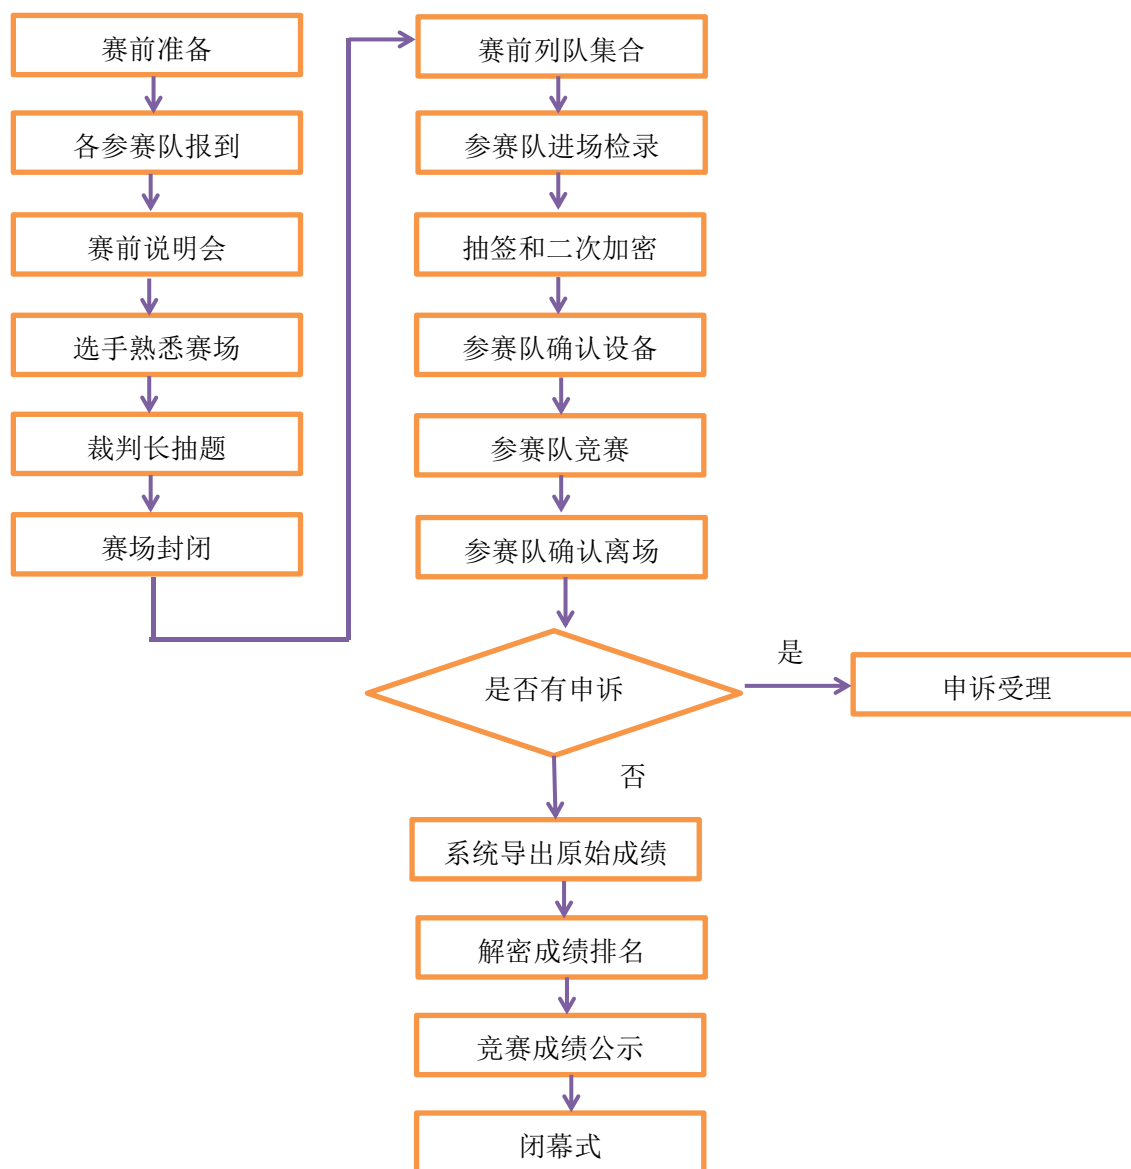 赛前准备
各参赛队报到
赛前说明会
选手熟悉赛场
裁判长抽题
赛场封闭
赛前列队集合
参赛队进场检录
抽签和二次加密
参赛队确认设备
参赛队竞赛
参赛队确认离场
是否有申诉
是
申诉受理
否
系统导出原始成绩
解密成绩排名
竞赛成绩公示
闭幕式